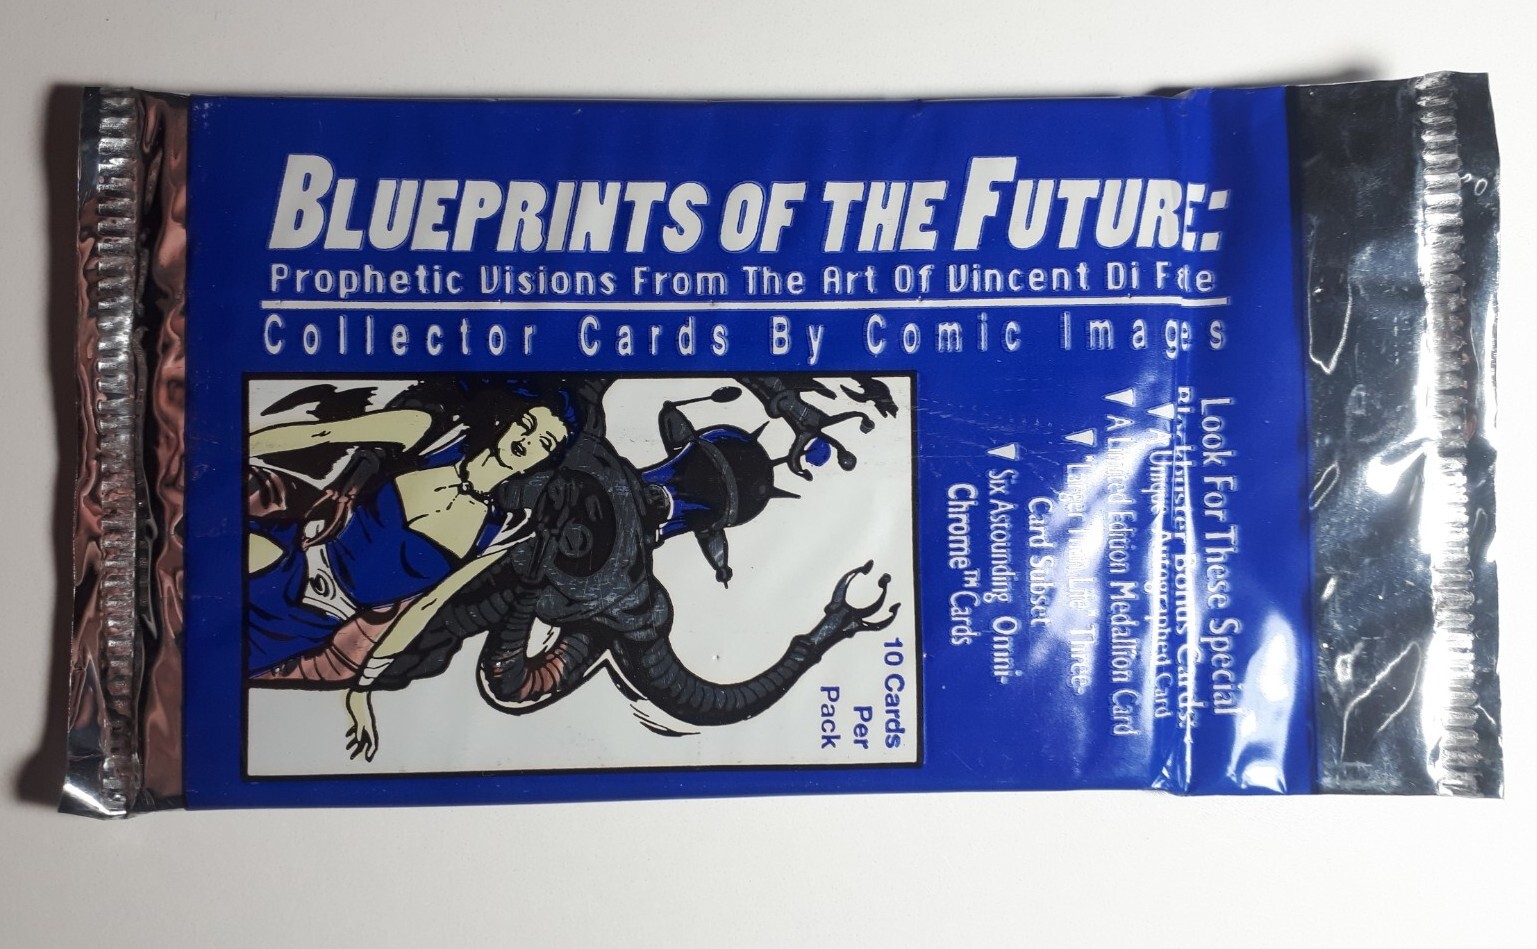 BLUEPRINTS OF THE FUTURE:
Prophetic Visions From The Art Of Vincent Di Fate
Collector Cards By Comic Images
Look For These Special
Blockbuster Bonus Cards:
▼ A Unique Autographed Card
▼ A Limited Edition Medallion Card
▼ "Larger Than Life" Three-
Card Subset
▼ Six Astounding Omni-
Chrome™ Cards
10 Cards
Per
Pack